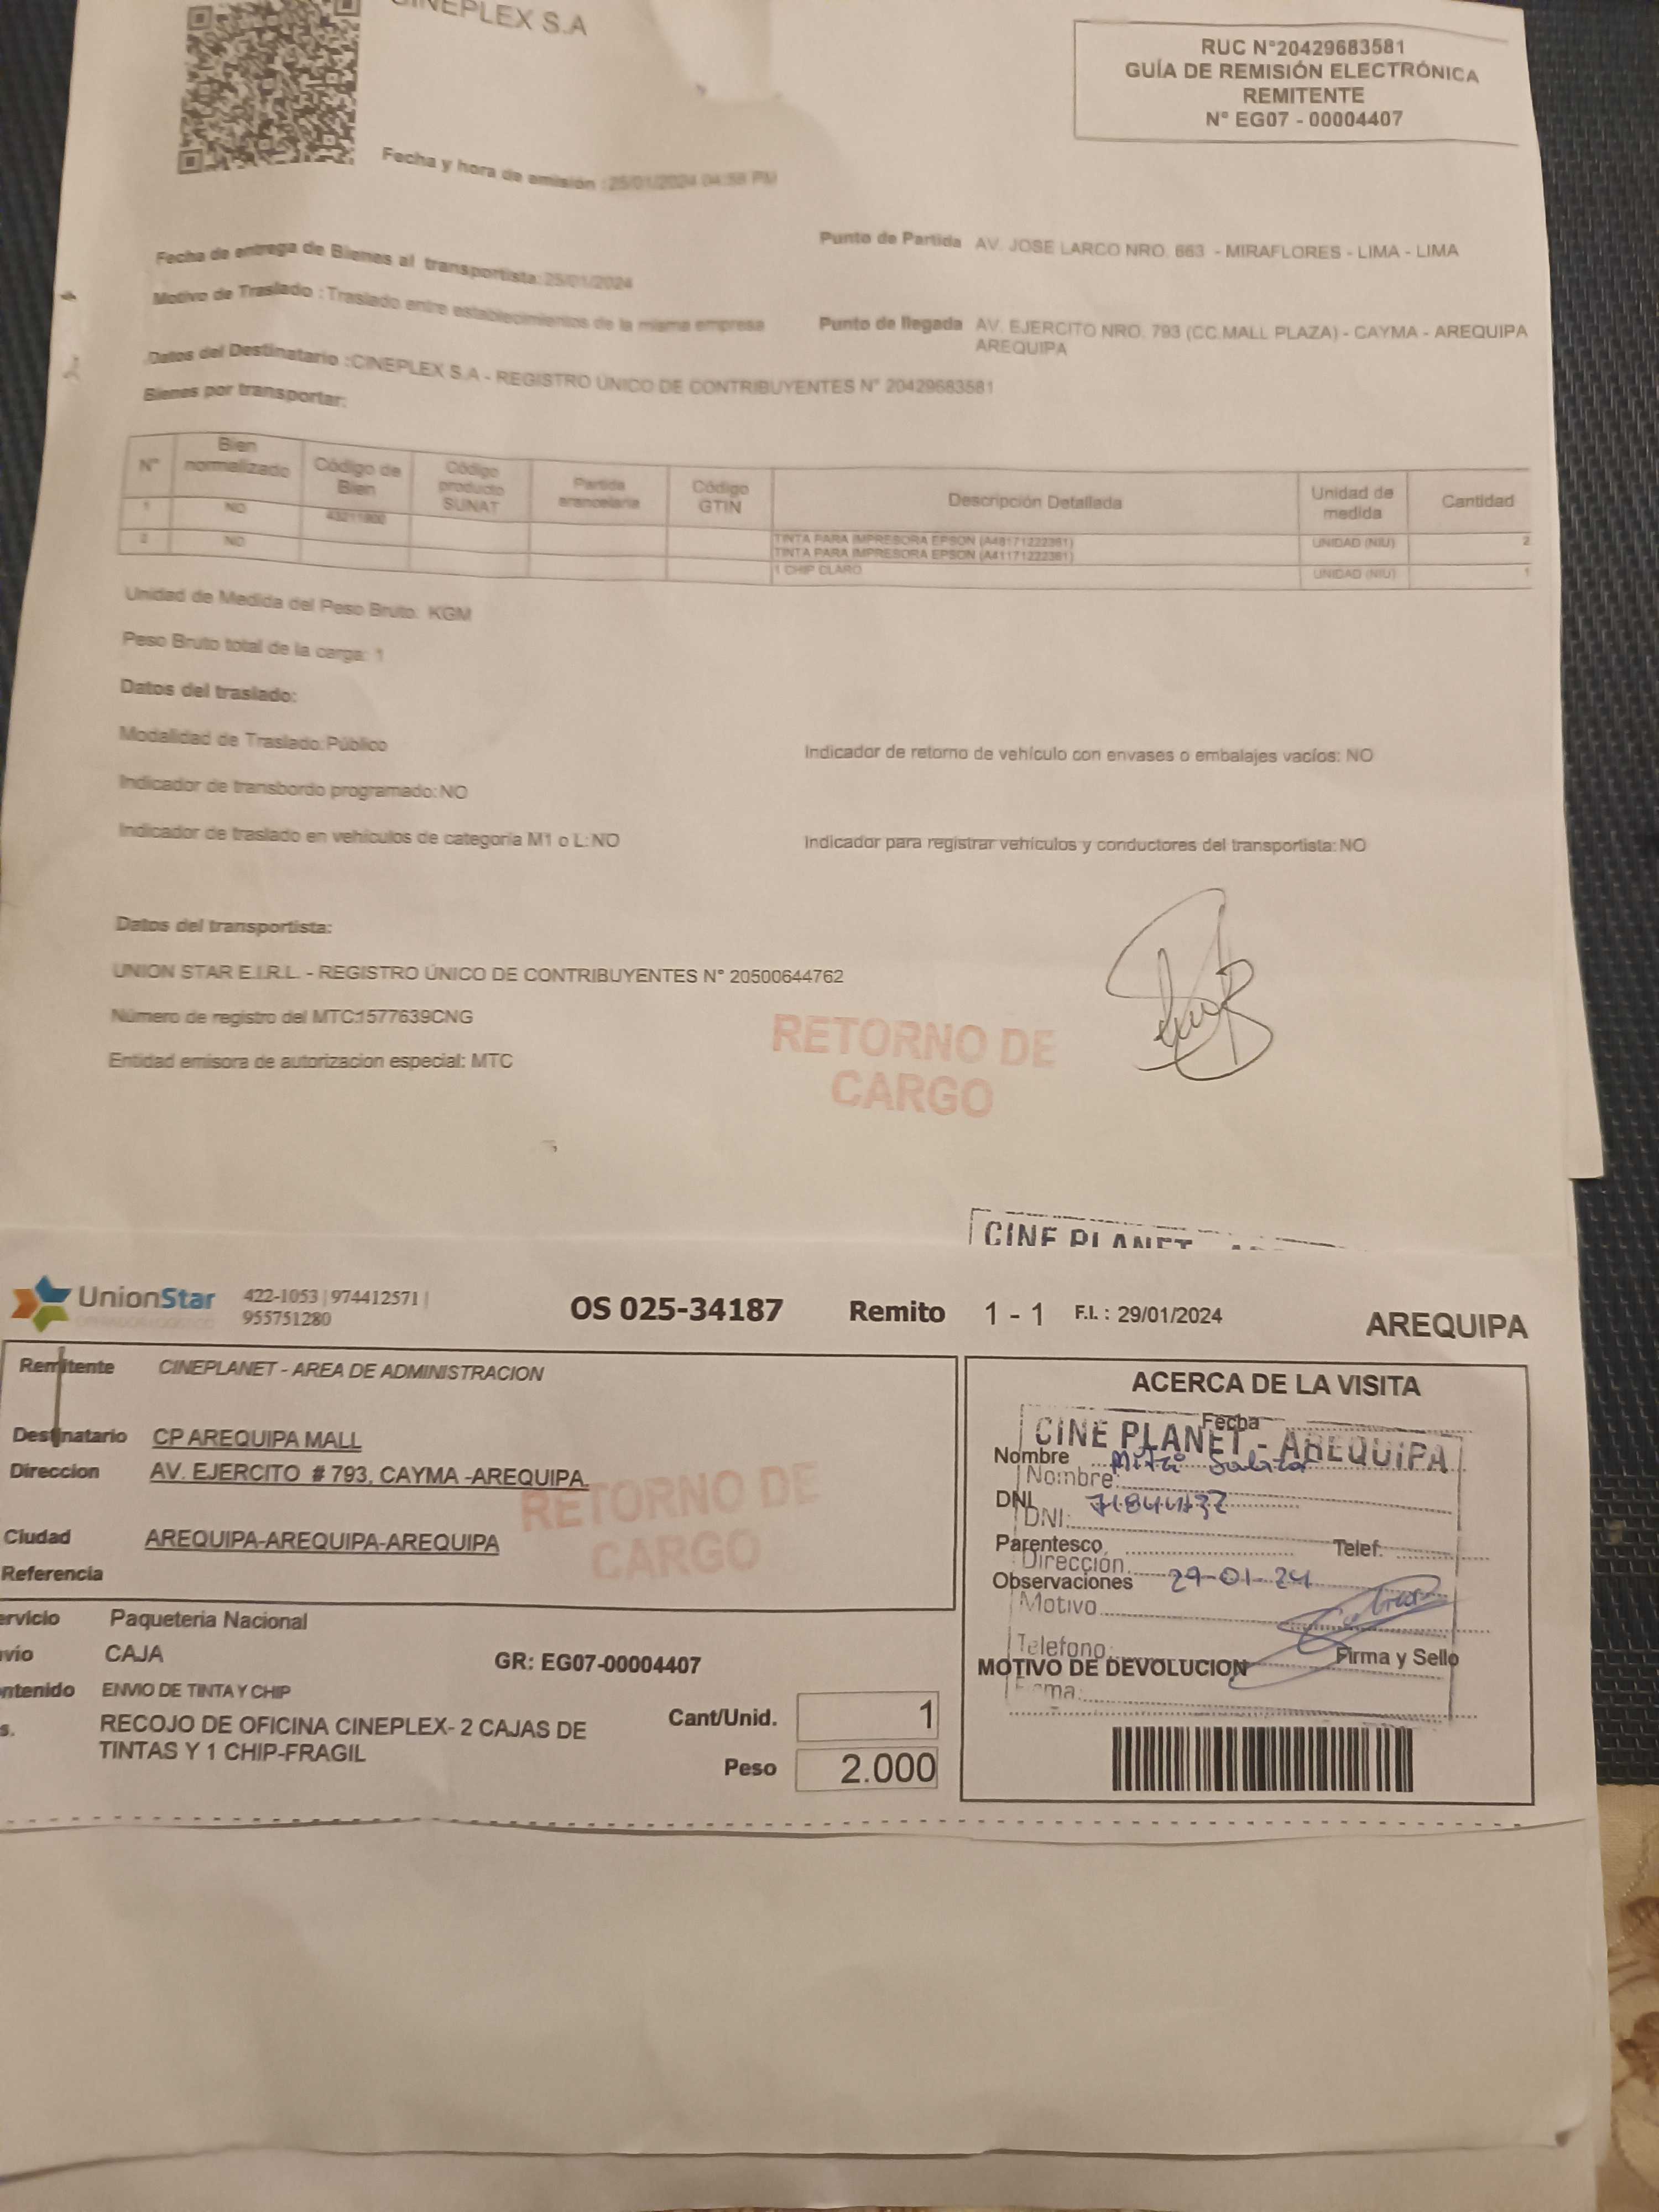 CINEPLEX S.A
RUC N°20429683581
GUÍA DE REMISIÓN ELECTRÓNICA
REMITENTE
N° EG07 - 00004407
Fecha y hora de emisión : 25/01/2024 04:38 PM
Fecha de entrega de Bienes al transportista: 25/01/2024
Punto de Partida AV. JOSE LARCO NRO. 663 - MIRAFLORES - LIMA - LIMA
Motivo de Traslado : Traslado entre establecimientos de la misma empresa
Punto de llegada AV. EJERCITO NRO. 793 (CC.MALL PLAZA) - CAYMA - AREQUIPA
AREQUIPA
Datos del Destinatario :CINEPLEX S.A - REGISTRO ÚNICO DE CONTRIBUYENTES N° 20429683581
Bienes por transportar:
N° Bien normalizado Código de Bien Código producto SUNAT Partida arancelaria Código GTIN Descripción Detallada Unidad de medida Cantidad
1 NO 43211900 TINTA PARA IMPRESORA EPSON (A48171222361) UNIDAD (NIU) 2
TINTA PARA IMPRESORA EPSON (A41171222381)
2 NO 1 CHIP CLARO UNIDAD (NIU) 1
Unidad de Medida del Peso Bruto. KGM
Peso Bruto total de la carga: 1
Datos del traslado:
Modalidad de Traslado: Público
Indicador de retorno de vehículo con envases o embalajes vacíos: NO
Indicador de transbordo programado: NO
Indicador de traslado en vehículos de categoría M1 o L: NO
Indicador para registrar vehículos y conductores del transportista: NO
Datos del transportista:
UNION STAR E.I.R.L. - REGISTRO ÚNICO DE CONTRIBUYENTES N° 20500644762
Número de registro del MTC:1577639CNG
Entidad emisora de autorizacion especial: MTC
RETORNO DE
CARGO
CINE PLANET
UnionStar
422-1053 | 974412571 |
955751280
OS 025-34187 Remito 1 - 1 F.I. : 29/01/2024 AREQUIPA
Remitente CINEPLANET - AREA DE ADMINISTRACION
Destinatario CP AREQUIPA MALL
Direccion AV. EJERCITO # 793, CAYMA -AREQUIPA.
RETORNO DE
CARGO
Ciudad AREQUIPA-AREQUIPA-AREQUIPA
Referencia
ervicio Paqueteria Nacional
vio CAJA
GR: EG07-00004407
ntenido ENVIO DE TINTA Y CHIP
s. RECOJO DE OFICINA CINEPLEX- 2 CAJAS DE
TINTAS Y 1 CHIP-FRAGIL
Cant/Unid. 1
Peso 2.000
ACERCA DE LA VISITA
Fecha
CINE PLANET - AREQUIPA
Nombre
Nombre:
DNI
DNI:
Parentesco Telef:
Dirección
Observaciones 29-01-24
Motivo
Telefono:
Firma y Sello
MOTIVO DE DEVOLUCION